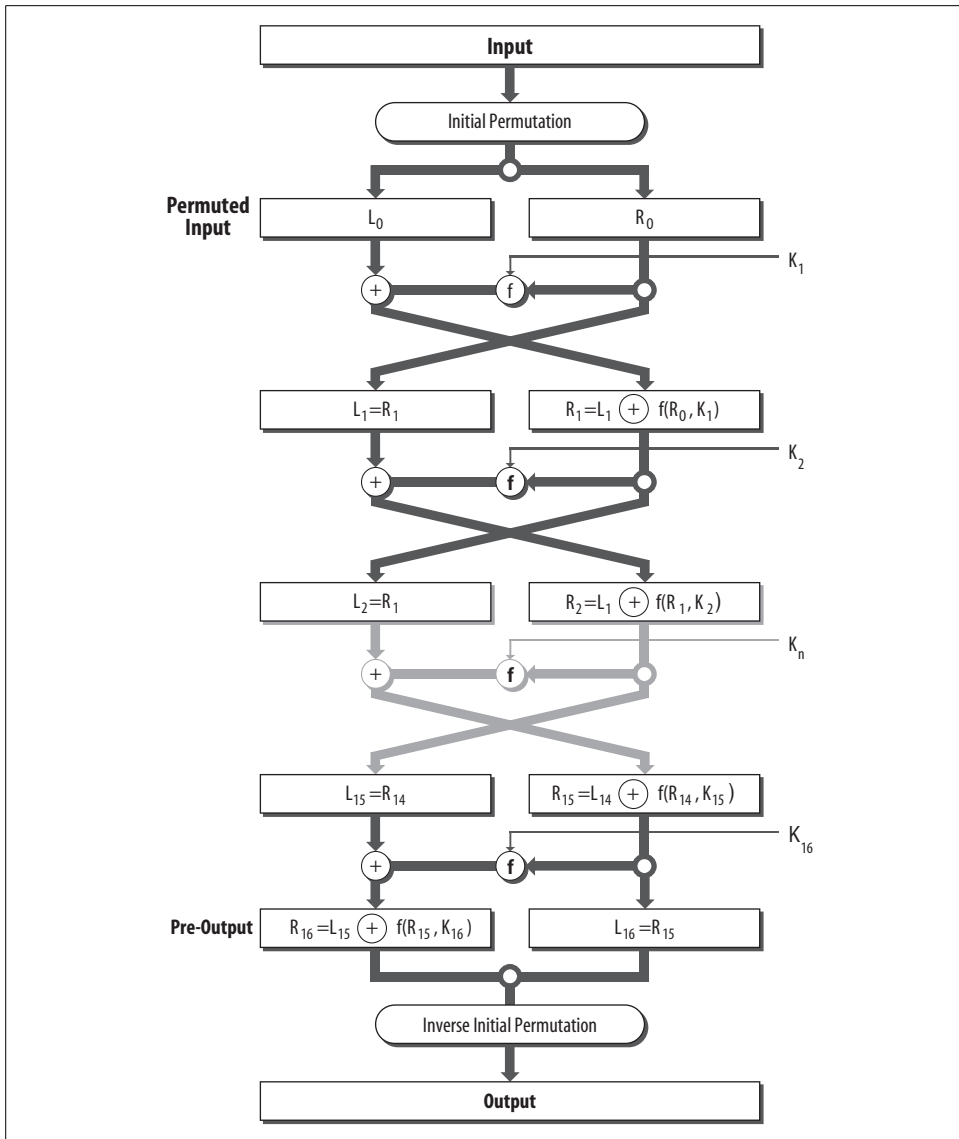 Input
Initial Permutation
Permuted
Input
L₀
R₀
K₁
+
f
L₁=R₁
R₁=L₁ + f(R₀, K₁)
K₂
+
f
L₂=R₁
R₂=L₁ + f(R₁, K₂)
Kₙ
+
f
L₁₅=R₁₄
R₁₅=L₁₄ + f(R₁₄, K₁₅)
K₁₆
+
f
Pre-Output
R₁₆=L₁₅ + f(R₁₅, K₁₆)
L₁₆=R₁₅
Inverse Initial Permutation
Output